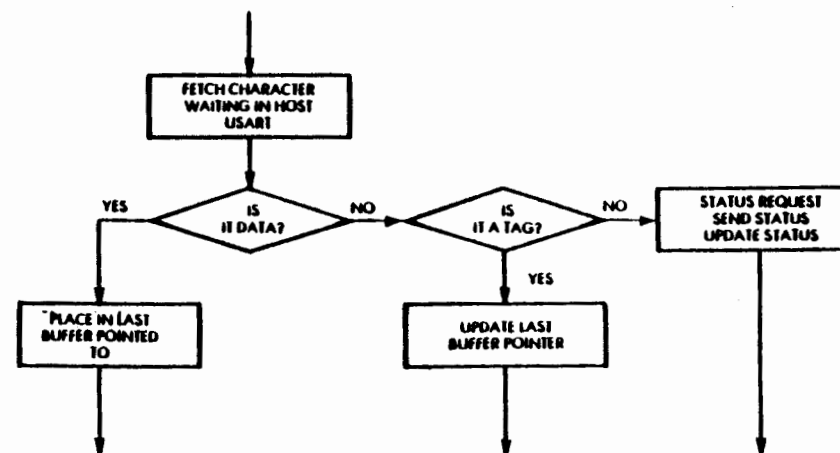 FETCH CHARACTER
WAITING IN HOST
USART
YES
IS
IT DATA?
NO
IS
IT A TAG?
NO
STATUS REQUEST
SEND STATUS
UPDATE STATUS
YES
PLACE IN LAST
BUFFER POINTED
TO
UPDATE LAST
BUFFER POINTER